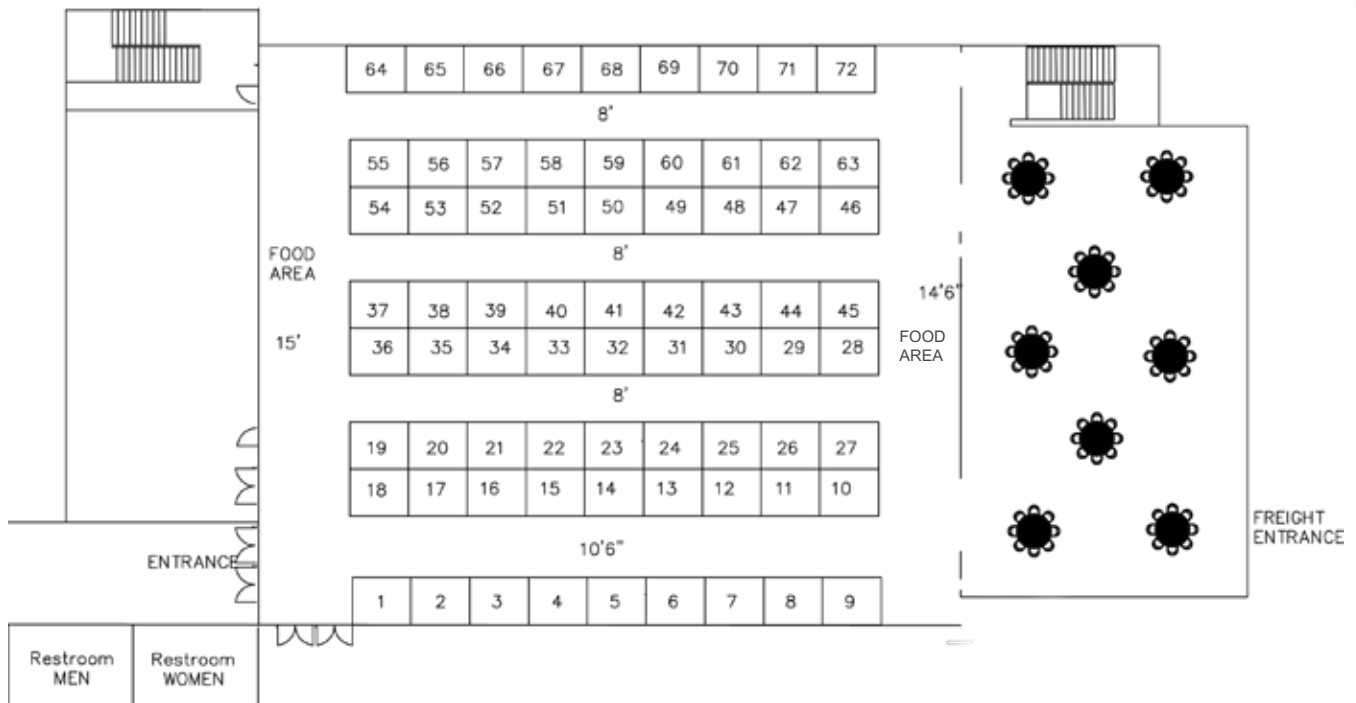 64 65 66 67 68 69 70 71 72
8'
55 56 57 58 59 60 61 62 63
54 53 52 51 50 49 48 47 46
FOOD
AREA
8'
14'6"
37 38 39 40 41 42 43 44 45
15'
36 35 34 33 32 31 30 29 28
FOOD
AREA
8'
19 20 21 22 23 24 25 26 27
18 17 16 15 14 13 12 11 10
FREIGHT
ENTRANCE
10'6"
ENTRANCE
1 2 3 4 5 6 7 8 9
Restroom
MEN
Restroom
WOMEN